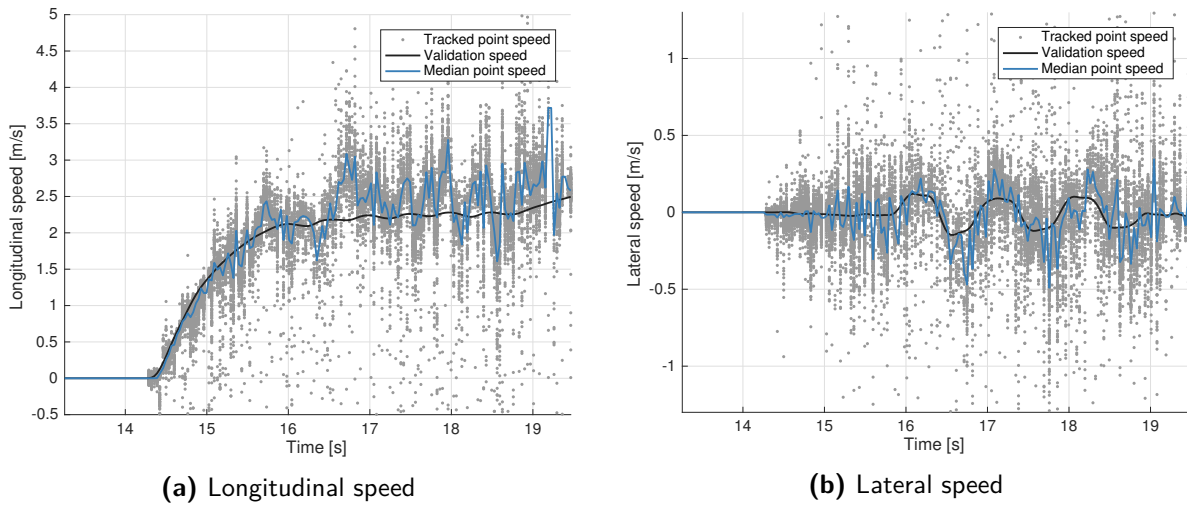 5
4.5
4
3.5
3
2.5
2
1.5
1
0.5
0
-0.5
Longitudinal speed [m/s]
Tracked point speed
Validation speed
Median point speed
14 15 16 17 18 19
Time [s]
(a) Longitudinal speed
1
0.5
0
-0.5
-1
Lateral speed [m/s]
Tracked point speed
Validation speed
Median point speed
14 15 16 17 18 19
Time [s]
(b) Lateral speed